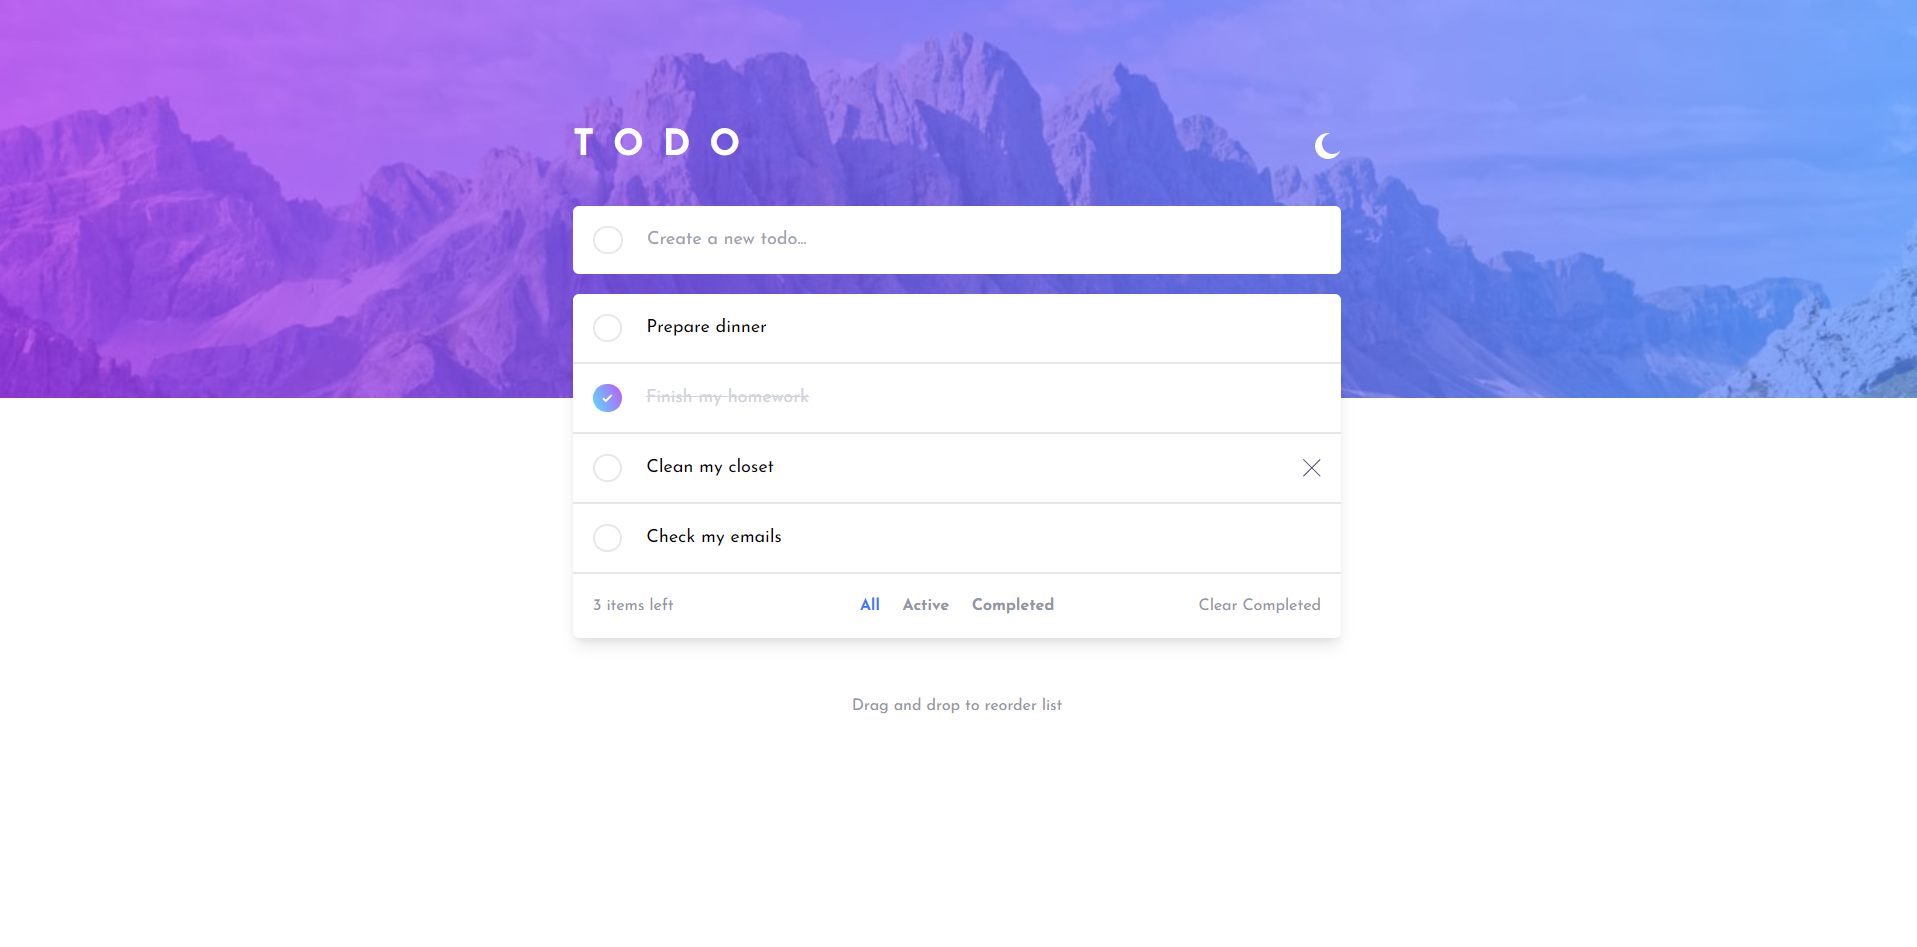 TODO
Create a new todo...
Prepare dinner
Finish my homework
Clean my closet
Check my emails
3 items left All Active Completed Clear Completed
Drag and drop to reorder list